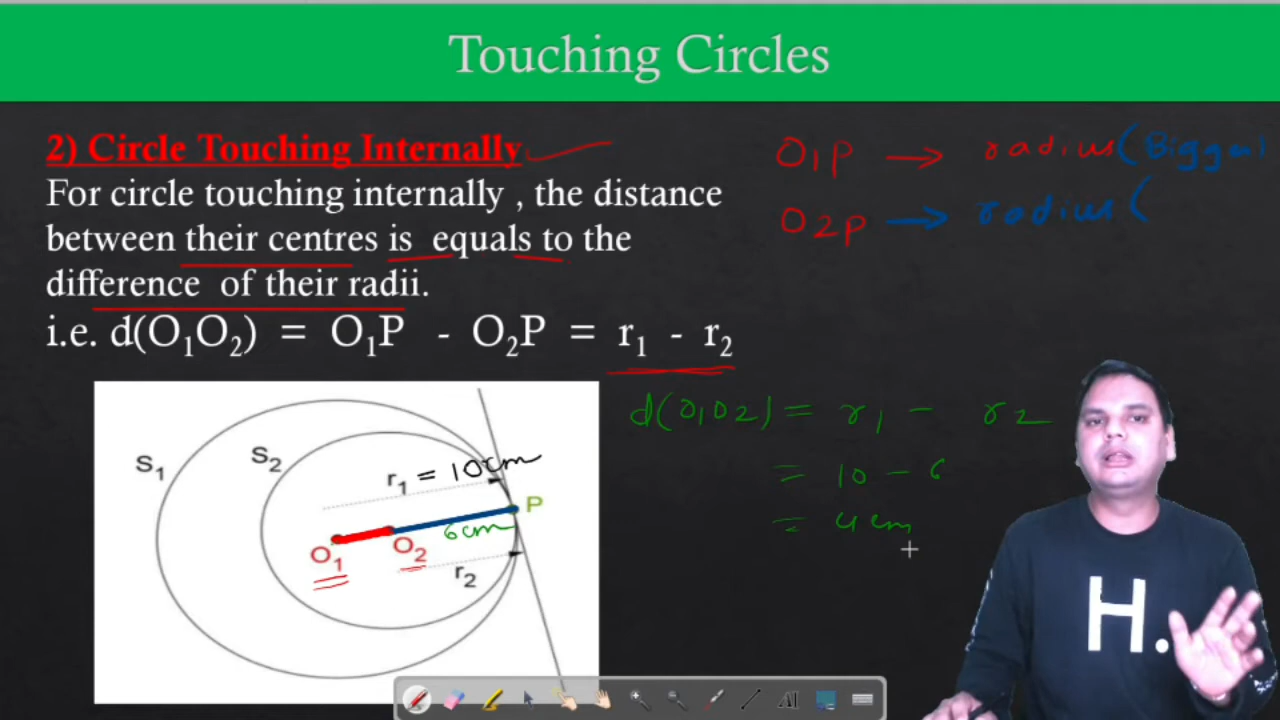 Touching Circles
2) Circle Touching Internally
For circle touching internally , the distance
between their centres is equals to the
difference of their radii.
i.e. d(O₁O₂) = O₁P - O₂P = r₁ - r₂
O1P → radius (Bigger)
O2P → radius (
d(O1O2) = r1 - r2
= 10 - 6
= 4 cm
S₁
S₂
r₁ = 10cm
P
6cm
O₁
O₂
r₂
H.
AI